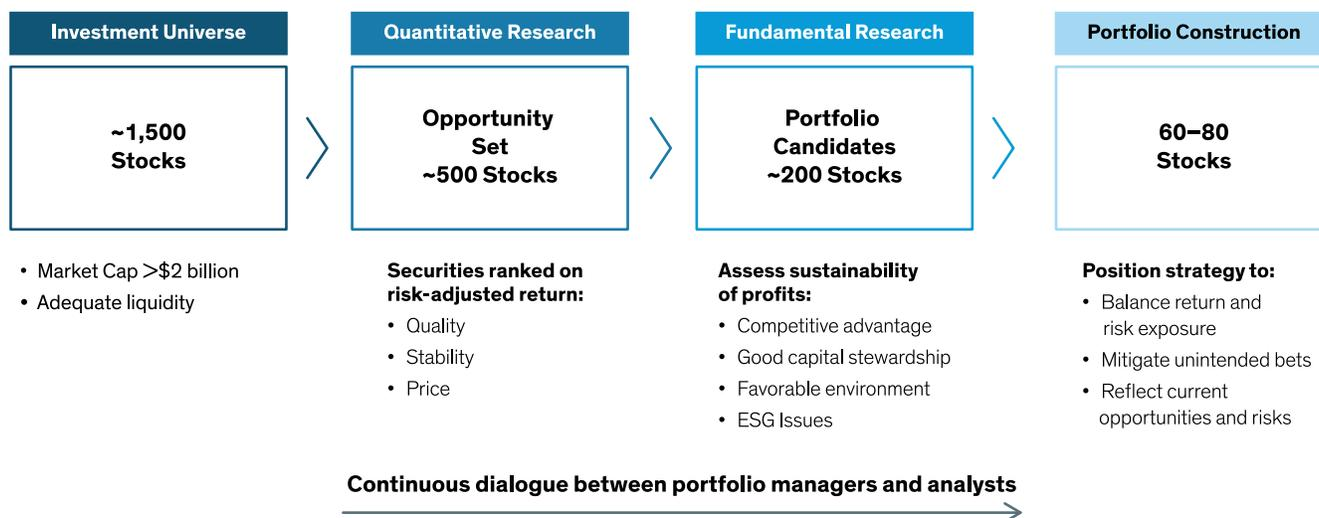 Investment Universe
~1,500
Stocks
• Market Cap >$2 billion
• Adequate liquidity
Quantitative Research
Opportunity
Set
~500 Stocks
Securities ranked on
risk-adjusted return:
• Quality
• Stability
• Price
Fundamental Research
Portfolio
Candidates
~200 Stocks
Assess sustainability
of profits:
• Competitive advantage
• Good capital stewardship
• Favorable environment
• ESG Issues
Portfolio Construction
60–80
Stocks
Position strategy to:
• Balance return and
risk exposure
• Mitigate unintended bets
• Reflect current
opportunities and risks
Continuous dialogue between portfolio managers and analysts